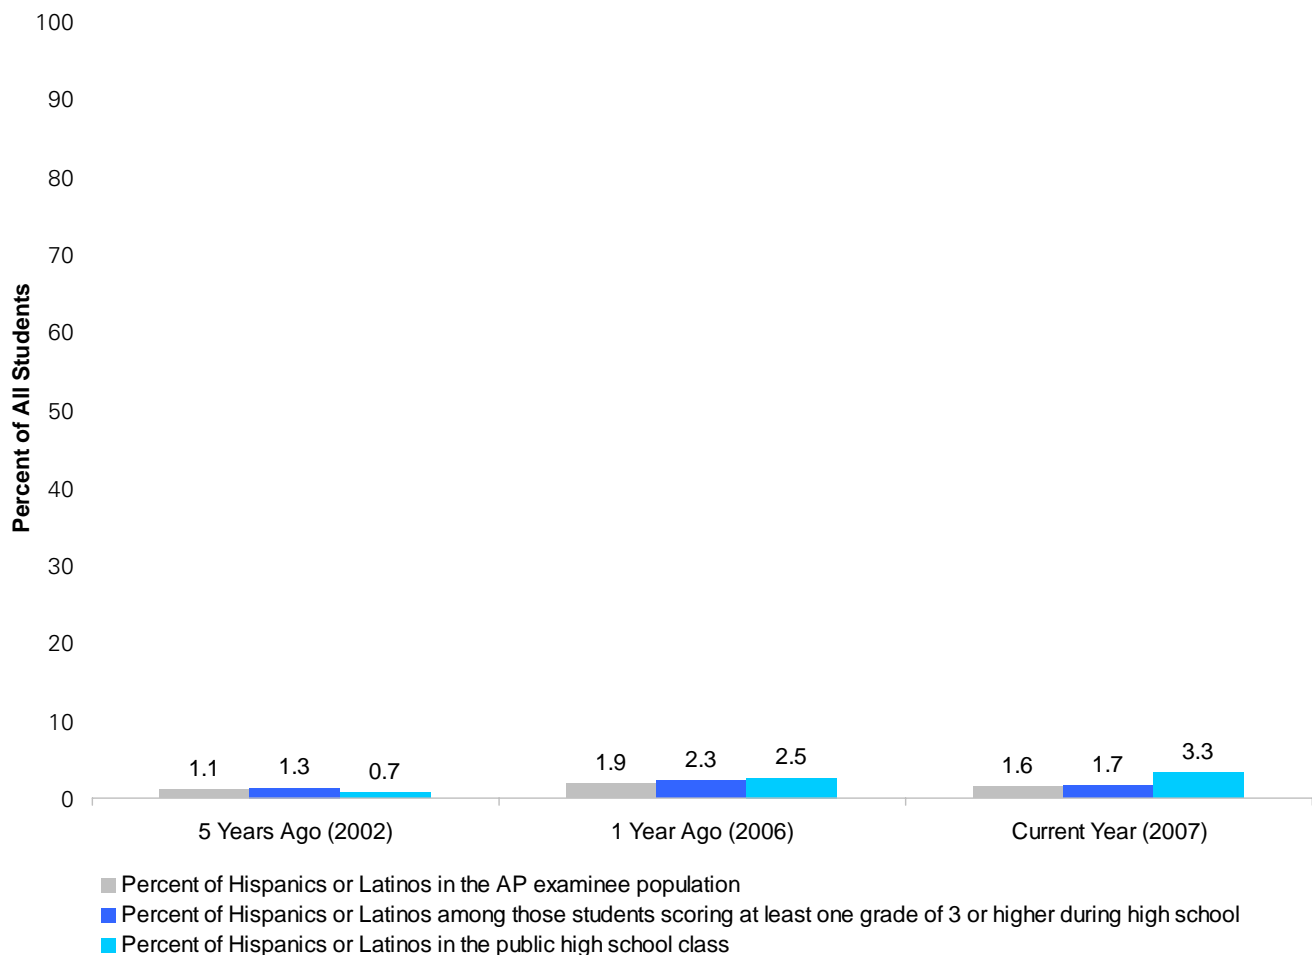 100
90
80
70
60
50
40
30
20
10
0
Percent of All Students
1.1
1.3
0.7
1.9
2.3
2.5
1.6
1.7
3.3
5 Years Ago (2002)
1 Year Ago (2006)
Current Year (2007)
Percent of Hispanics or Latinos in the AP examinee population
Percent of Hispanics or Latinos among those students scoring at least one grade of 3 or higher during high school
Percent of Hispanics or Latinos in the public high school class